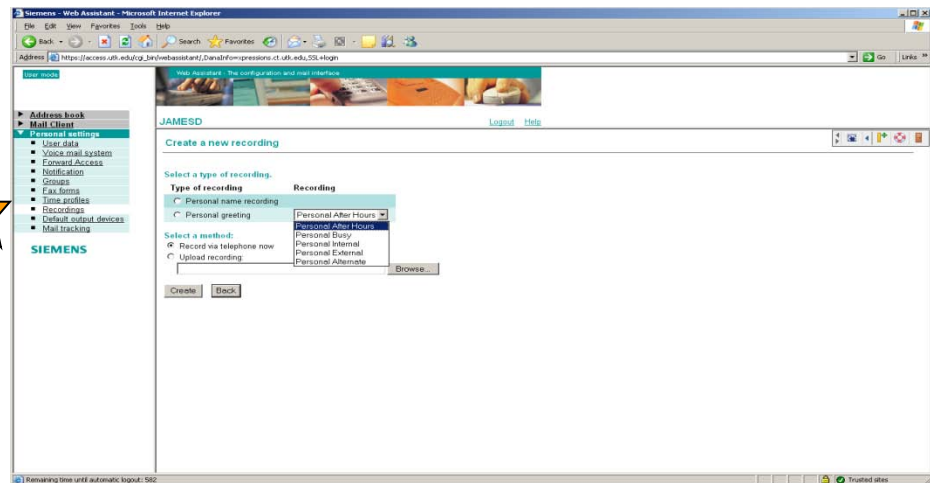 Siemens - Web Assistant - Microsoft Internet Explorer
File Edit View Favorites Tools Help
Back Search Favorites
Address https://access.utk.edu/cgi_bin/webassistant/,DanaInfo=xpressions.ct.utk.edu,SSL+login Go Links »
User mode
Web Assistant : The configuration and mail interface
JAMESD Logout Help
Address book
Mail Client
Personal settings
User data
Voice mail system
Forward Access
Notification
Groups
Fax forms
Time profiles
Recordings
Default output devices
Mail tracking
SIEMENS
Create a new recording
Select a type of recording.
Type of recording Recording
Personal name recording
Personal greeting Personal After Hours
Personal After Hours
Personal Busy
Personal Internal
Personal External
Personal Alternate
Select a method:
Record via telephone now
Upload recording:
Browse...
Create Back
Remaining time until automatic logout: 582 Trusted sites